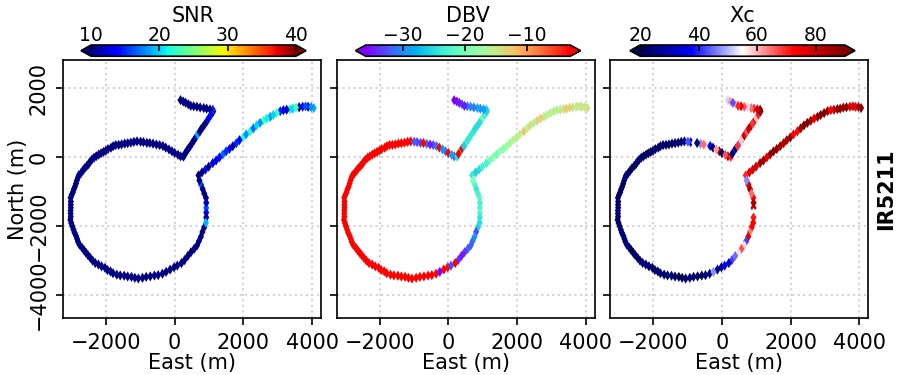 SNR DBV Xc
10 20 30 40 −30 −20 −10 20 40 60 80
2000
0
−2000
−4000
North (m)
IR5211
−2000 0 2000 4000 −2000 0 2000 4000 −2000 0 2000 4000
East (m) East (m) East (m)